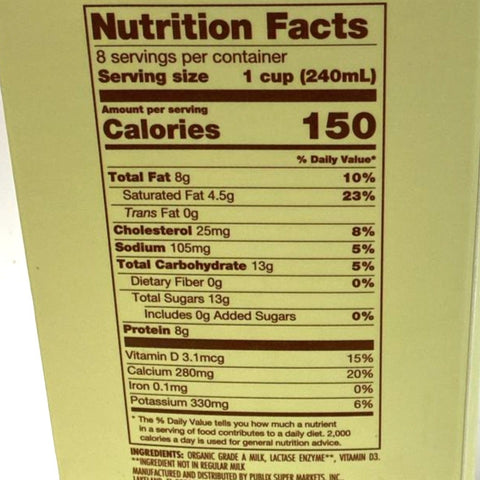 Nutrition Facts
8 servings per container
Serving size 1 cup (240mL)
Amount per serving
Calories 150
% Daily Value*
Total Fat 8g 10%
Saturated Fat 4.5g 23%
Trans Fat 0g
Cholesterol 25mg 8%
Sodium 105mg 5%
Total Carbohydrate 13g 5%
Dietary Fiber 0g 0%
Total Sugars 13g
Includes 0g Added Sugars 0%
Protein 8g
Vitamin D 3.1mcg 15%
Calcium 280mg 20%
Iron 0.1mg 0%
Potassium 330mg 6%
* The % Daily Value tells you how much a nutrient
in a serving of food contributes to a daily diet. 2,000
calories a day is used for general nutrition advice.
INGREDIENTS: ORGANIC GRADE A MILK, LACTASE ENZYME**, VITAMIN D3.
**INGREDIENT NOT IN REGULAR MILK
MANUFACTURED AND DISTRIBUTED BY PUBLIX SUPER MARKETS, INC.